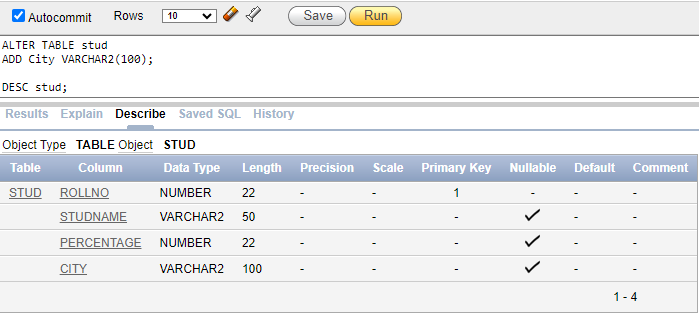 Autocommit Rows 10 Save Run
ALTER TABLE stud
ADD City VARCHAR2(100);
DESC stud;
Results Explain Describe Saved SQL History
Object Type TABLE Object STUD
Table Column Data Type Length Precision Scale Primary Key Nullable Default Comment
STUD ROLLNO NUMBER 22 - - 1 - - -
STUDNAME VARCHAR2 50 - - - - -
PERCENTAGE NUMBER 22 - - - - -
CITY VARCHAR2 100 - - - - -
1 - 4